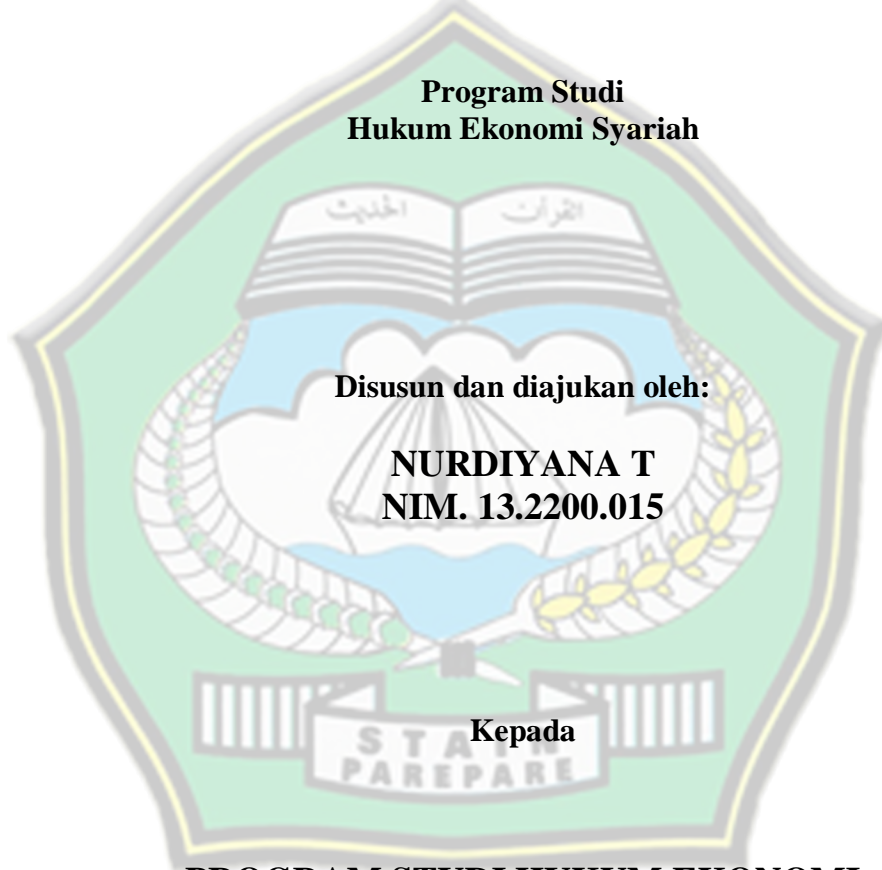 Program Studi
Hukum Ekonomi Syariah
الحديث القرأن
Disusun dan diajukan oleh:
NURDIYANA T
NIM. 13.2200.015
Kepada
STAIN
PAREPARE
PROGRAM STUDI HUKUM EKONOMI